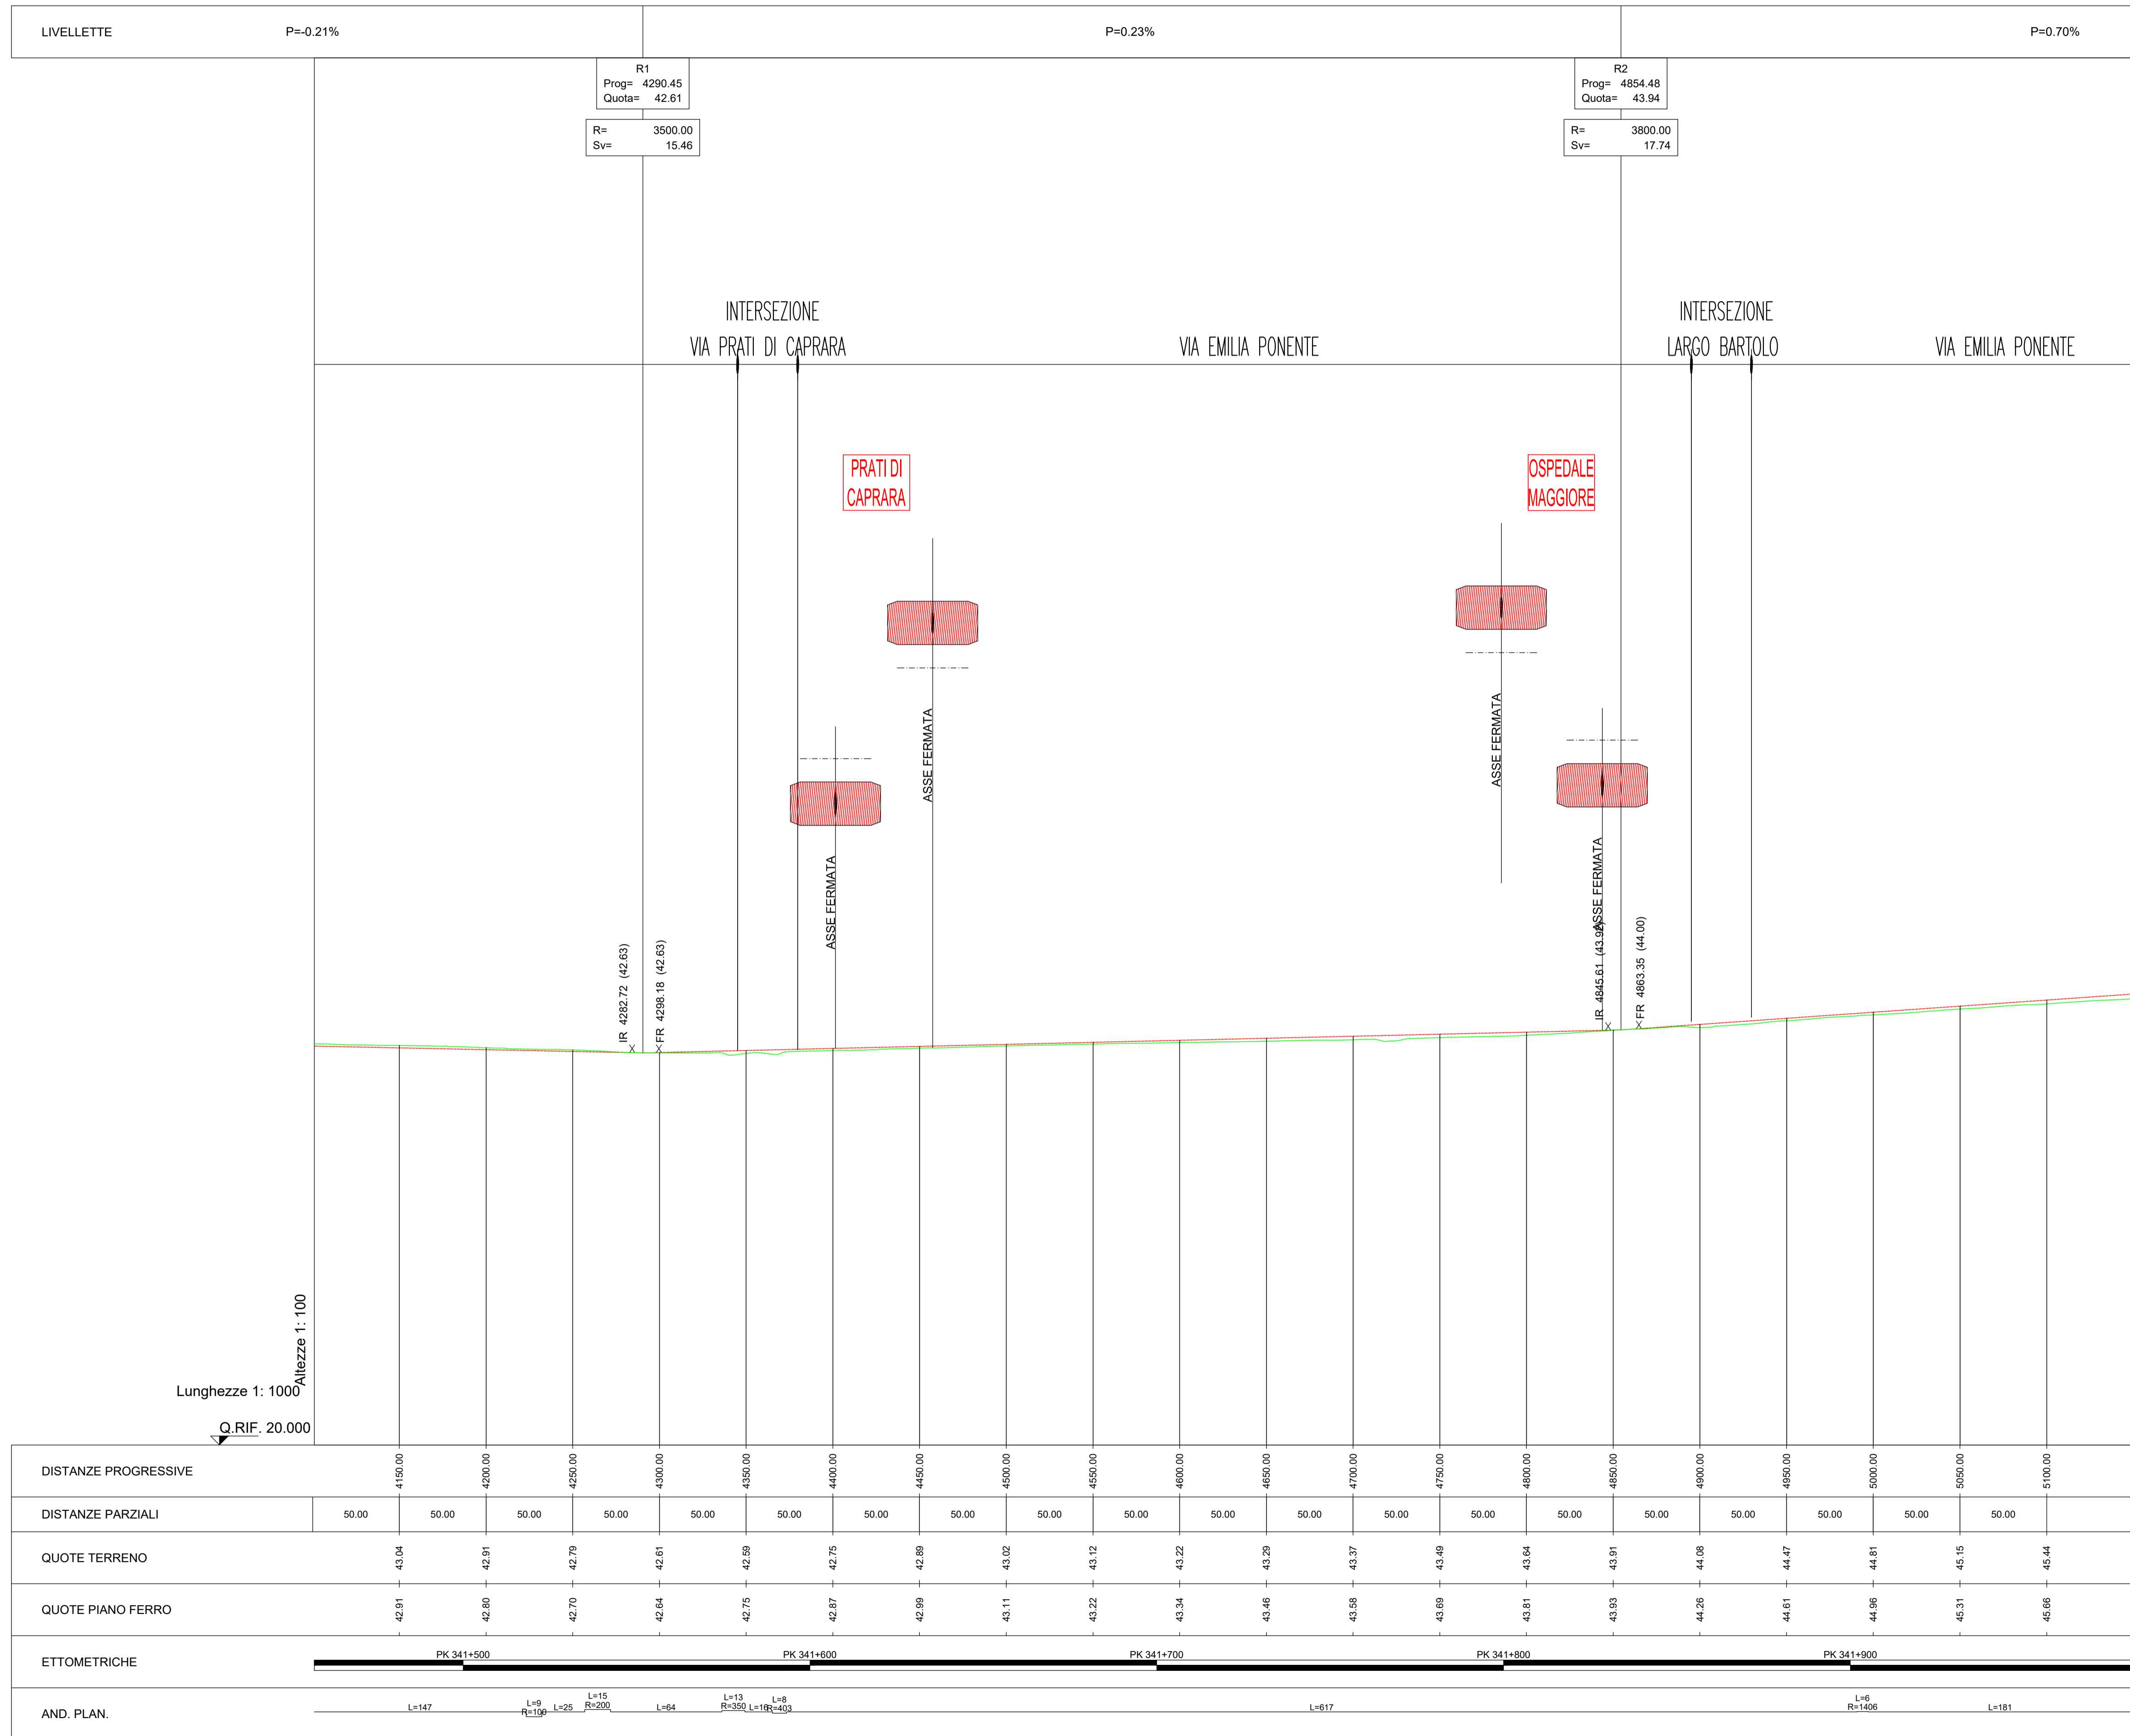 LIVELLETTE P=-0.21% P=0.23% P=0.70%
R1
Prog= 4290.45
Quota= 42.61
R= 3500.00
Sv= 15.46
R2
Prog= 4854.48
Quota= 43.94
R= 3800.00
Sv= 17.74
INTERSEZIONE
VIA PRATI DI CAPRARA
VIA EMILIA PONENTE
INTERSEZIONE
LARGO BARTOLO
VIA EMILIA PONENTE
PRATI DI
CAPRARA
OSPEDALE
MAGGIORE
ASSE FERMATA
ASSE FERMATA
ASSE FERMATA
ASSE FERMATA
IR 4282.72 (42.63)
FR 4298.18 (42.63)
IR 4845.61 (43.92)
FR 4863.35 (44.00)
Altezze 1: 100
Lunghezze 1: 1000
Q.RIF. 20.000
DISTANZE PROGRESSIVE 4150.00 4200.00 4250.00 4300.00 4350.00 4400.00 4450.00 4500.00 4550.00 4600.00 4650.00 4700.00 4750.00 4800.00 4850.00 4900.00 4950.00 5000.00 5050.00 5100.00
DISTANZE PARZIALI 50.00 50.00 50.00 50.00 50.00 50.00 50.00 50.00 50.00 50.00 50.00 50.00 50.00 50.00 50.00 50.00 50.00 50.00 50.00 50.00
QUOTE TERRENO 43.04 42.91 42.79 42.61 42.59 42.75 42.89 43.02 43.12 43.22 43.29 43.37 43.49 43.64 43.91 44.08 44.47 44.81 45.15 45.44
QUOTE PIANO FERRO 42.91 42.80 42.70 42.64 42.75 42.87 42.99 43.11 43.22 43.34 43.46 43.58 43.69 43.81 43.93 44.26 44.61 44.96 45.31 45.66
ETTOMETRICHE PK 341+500 PK 341+600 PK 341+700 PK 341+800 PK 341+900
AND. PLAN. L=147
L=9
R=100
L=25
L=15
R=200
L=64
L=13
R=350
L=16
L=8
R=403
L=617
L=6
R=1406
L=181